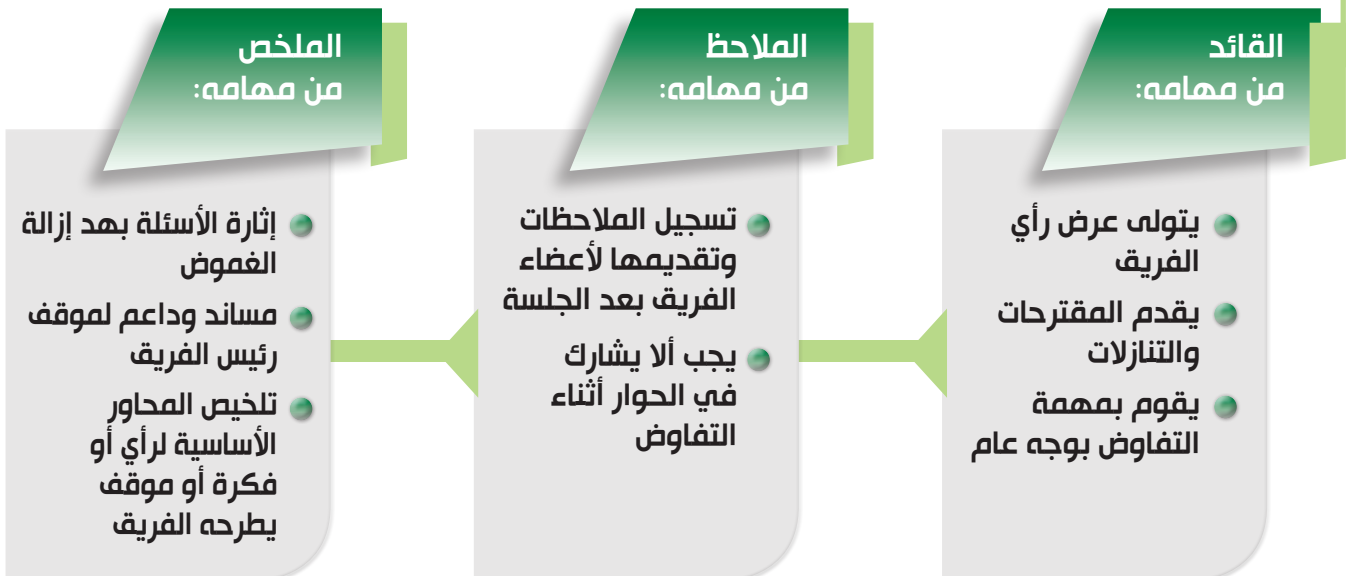 القائد
من مهامه:
يتولى عرض رأي
الفريق
يقدم المقترحات
والتنازلات
يقوم بمهمة
التفاوض بوجه عام
الملاحظ
من مهامه:
تسجيل الملاحظات
وتقديمها لأعضاء
الفريق بعد الجلسة
يجب ألا يشارك
في الحوار أثناء
التفاوض
الملخص
من مهامه:
إثارة الأسئلة بهد إزالة
الغموض
مساند وداعم لموقف
رئيس الفريق
تلخيص المحاور
الأساسية لرأي أو
فكرة أو موقف
يطرحه الفريق